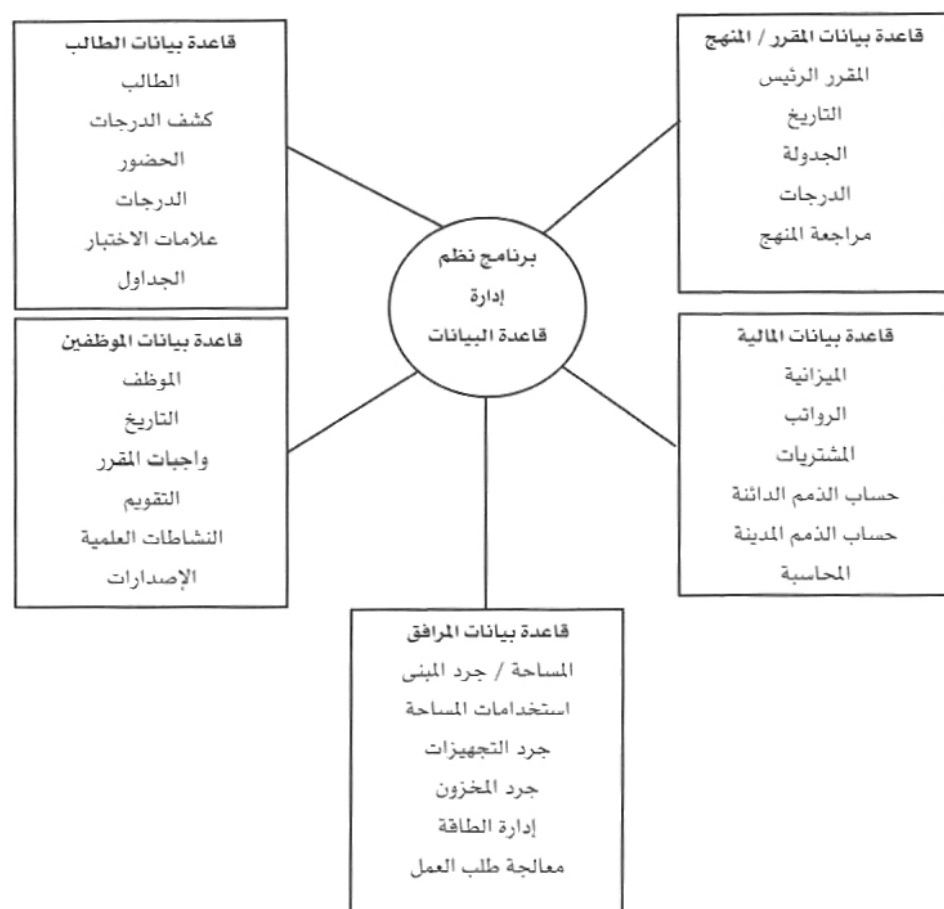 قاعدة بيانات المقرر / المنهج
المقرر الرئيس
التاريخ
الجدولة
الدرجات
مراجعة المنهج
قاعدة بيانات الطالب
الطالب
كشف الدرجات
الحضور
الدرجات
علامات الاختبار
الجداول
برنامج نظم
إدارة
قاعدة البيانات
قاعدة بيانات المالية
الميزانية
الرواتب
المشتريات
حساب الذمم الدائنة
حساب الذمم المدينة
المحاسبة
قاعدة بيانات الموظفين
الموظف
التاريخ
واجبات المقرر
التقويم
النشاطات العلمية
الإصدارات
قاعدة بيانات المرافق
المساحة / جرد المبنى
استخدامات المساحة
جرد التجهيزات
جرد المخزون
إدارة الطاقة
معالجة طلب العمل